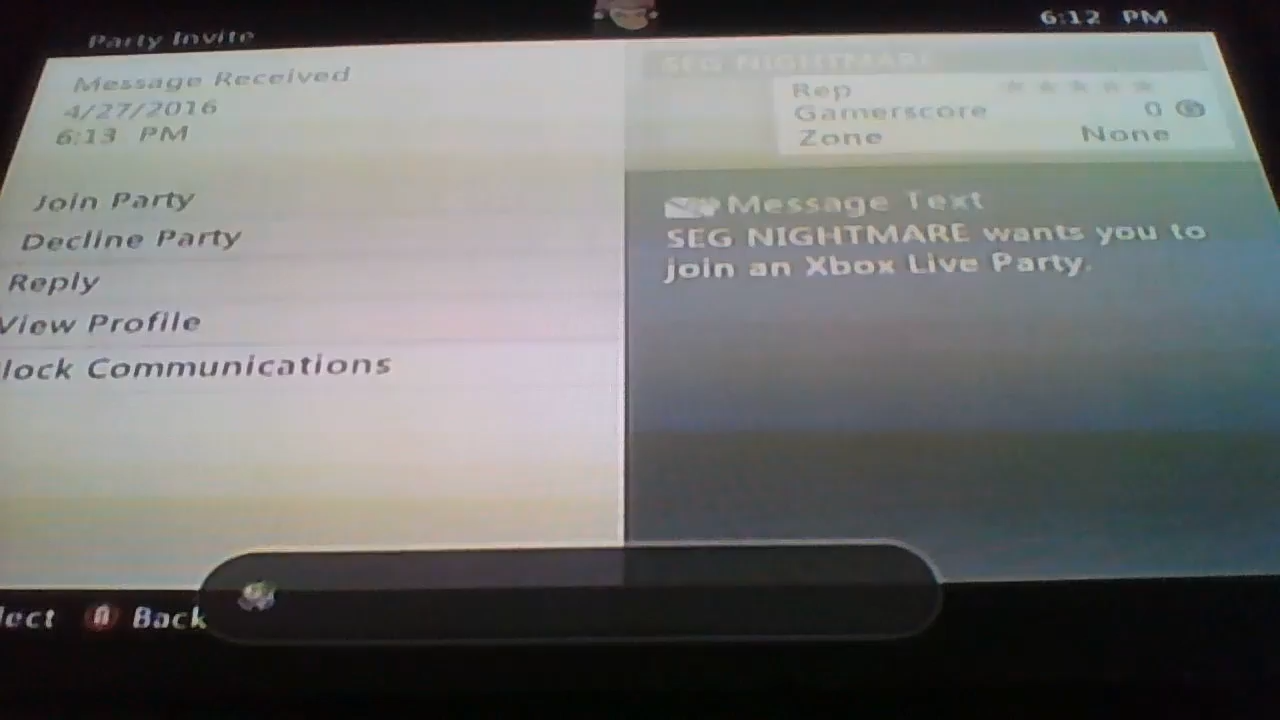 Party Invite
6:12 PM
Message Received
4/27/2016
6:13 PM
Join Party
Decline Party
Reply
View Profile
lock Communications
SEG NIGHTMARE
Rep
Gamerscore 0 G
Zone None
Message Text
SEG NIGHTMARE wants you to
join an Xbox Live Party.
lect B Back